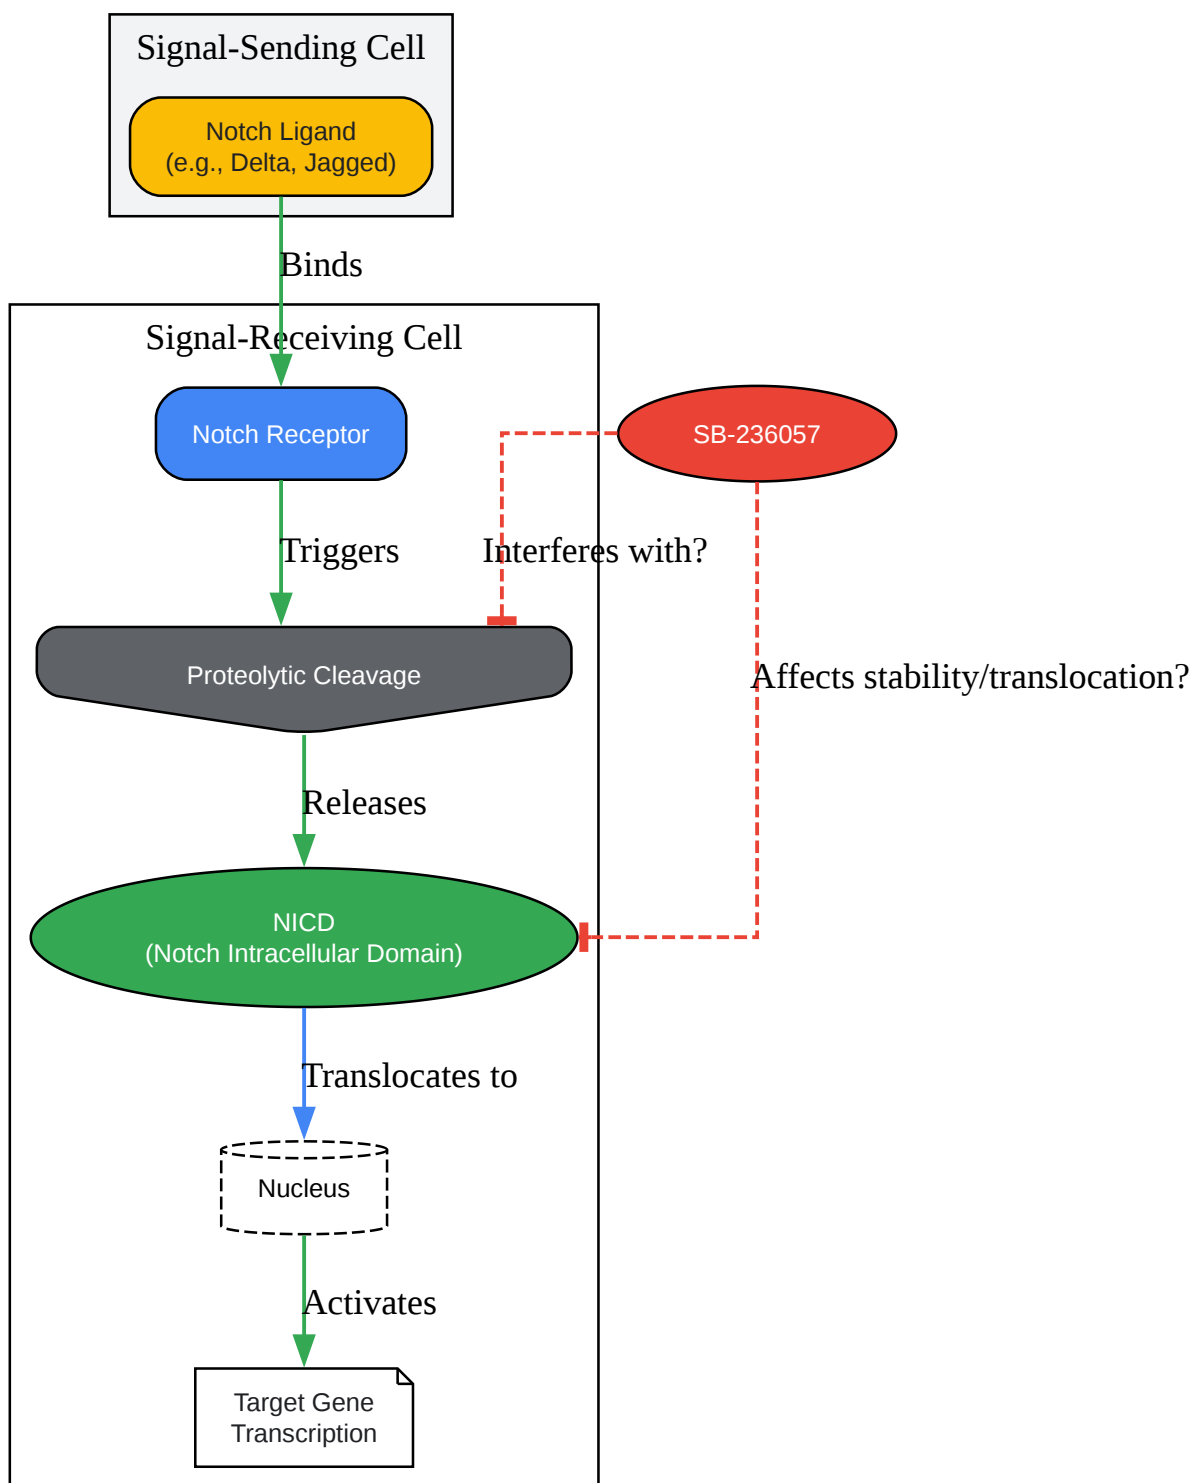 Signal-Sending Cell
Notch Ligand
(e.g., Delta, Jagged)
Binds
Signal-Receiving Cell
Notch Receptor
SB-236057
Triggers
Interferes with?
Proteolytic Cleavage
Affects stability/translocation?
Releases
NICD
(Notch Intracellular Domain)
Translocates to
Nucleus
Activates
Target Gene
Transcription